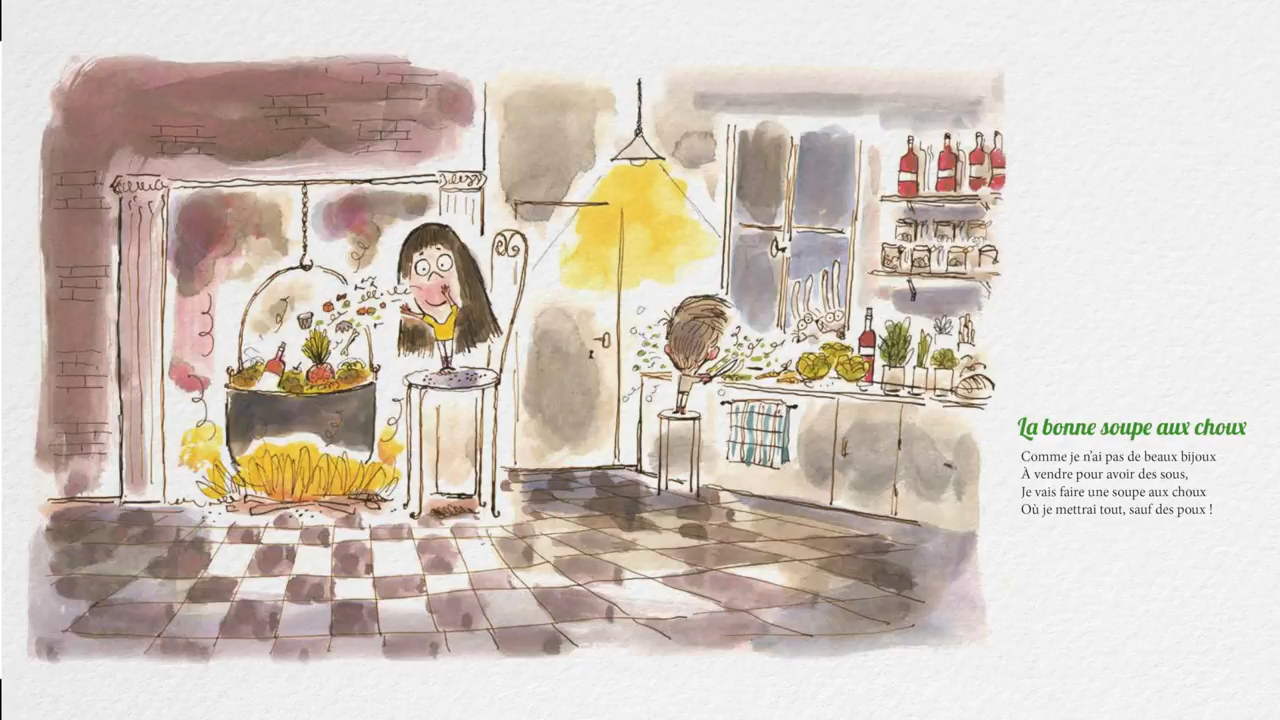 La bonne soupe aux choux
Comme je n'ai pas de beaux bijoux
À vendre pour avoir des sous,
Je vais faire une soupe aux choux
Où je mettrai tout, sauf des poux !